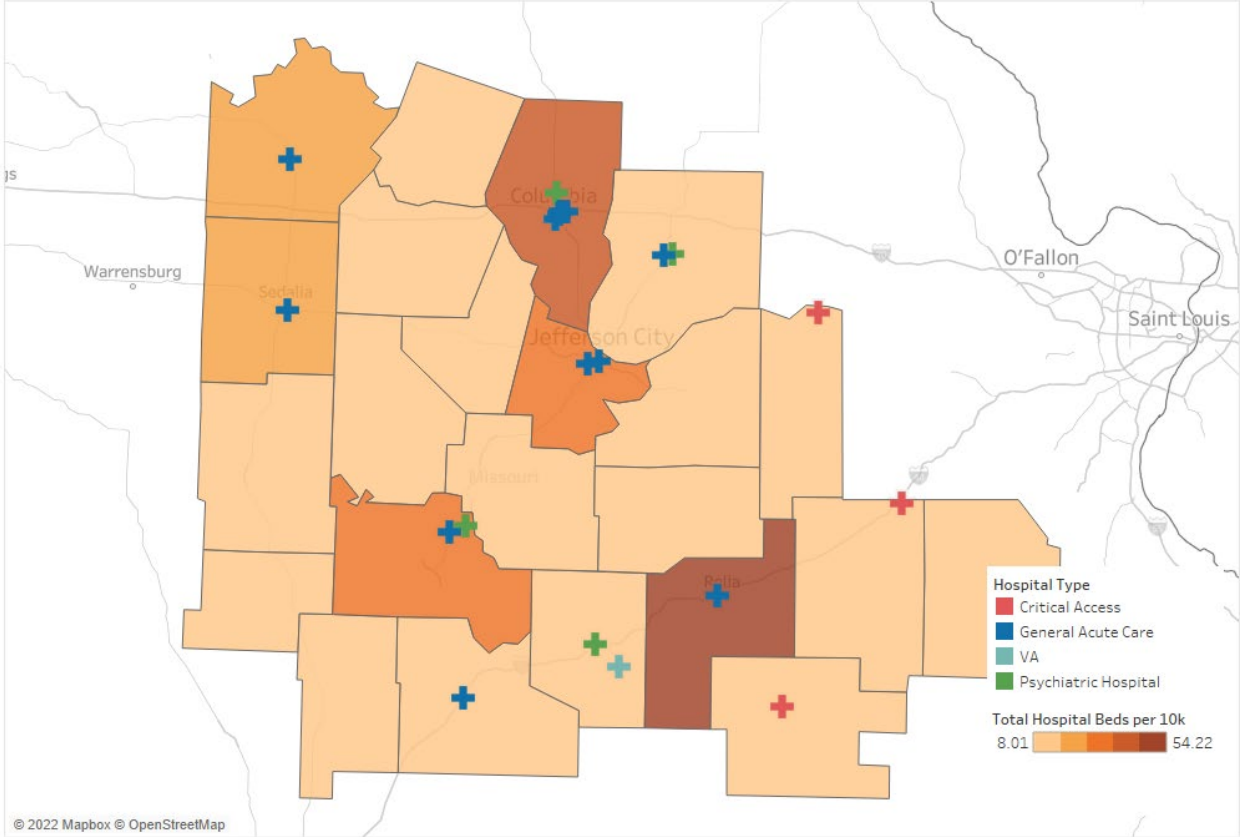 gs
Columbia
O'Fallon
Warrensburg
Sedalia
Saint Louis
Jefferson City
Missouri
Rolla
Hospital Type
Critical Access
General Acute Care
VA
Psychiatric Hospital
Total Hospital Beds per 10k
8.01 54.22
© 2022 Mapbox © OpenStreetMap